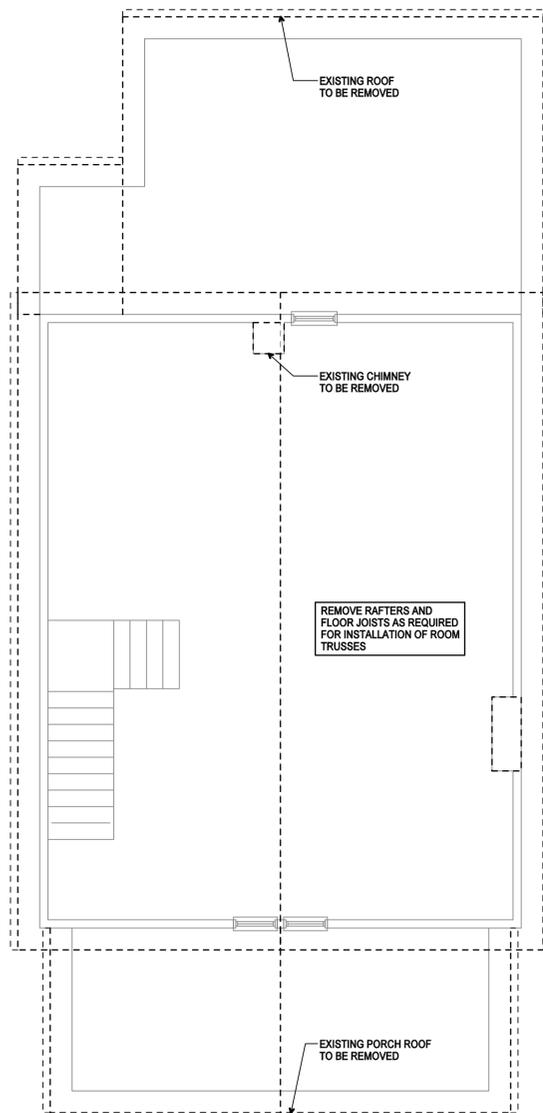 EXISTING ROOF
TO BE REMOVED
EXISTING CHIMNEY
TO BE REMOVED
REMOVE RAFTERS AND
FLOOR JOISTS AS REQUIRED
FOR INSTALLATION OF ROOM
TRUSSES
EXISTING PORCH ROOF
TO BE REMOVED